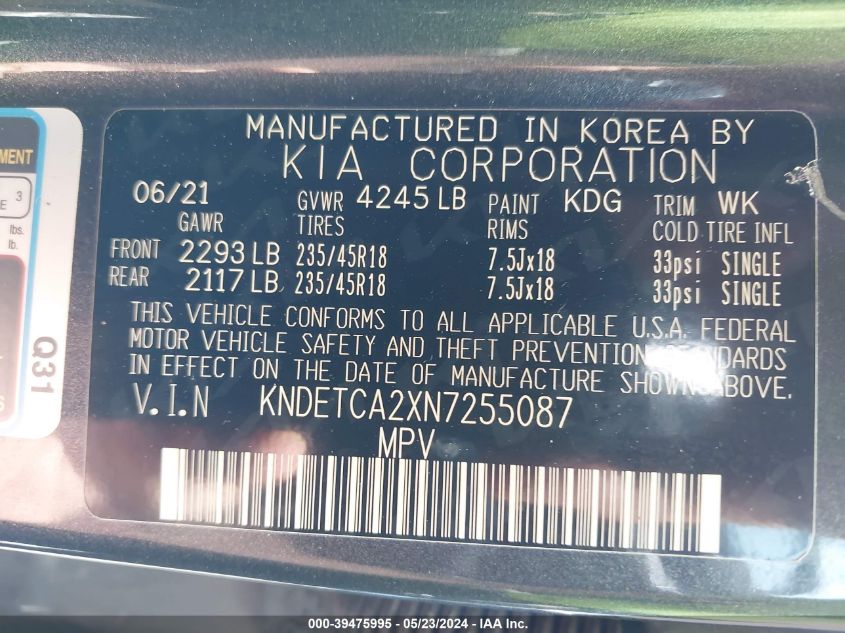 MANUFACTURED IN KOREA BY
KIA CORPORATION
06/21 GVWR 4245 LB PAINT KDG TRIM WK
GAWR TIRES RIMS COLD TIRE INFL
FRONT 2293 LB 235/45R18 7.5Jx18 33psi SINGLE
REAR 2117 LB 235/45R18 7.5Jx18 33psi SINGLE
THIS VEHICLE CONFORMS TO ALL APPLICABLE U.S.A. FEDERAL
MOTOR VEHICLE SAFETY AND THEFT PREVENTION STANDARDS
IN EFFECT ON THE DATE OF MANUFACTURE SHOWN ABOVE.
V.I.N KNDETCA2XN7255087
MPV
3
lbs.
lb.
Q31
000-39475995 - 05/23/2024 - IAA Inc.